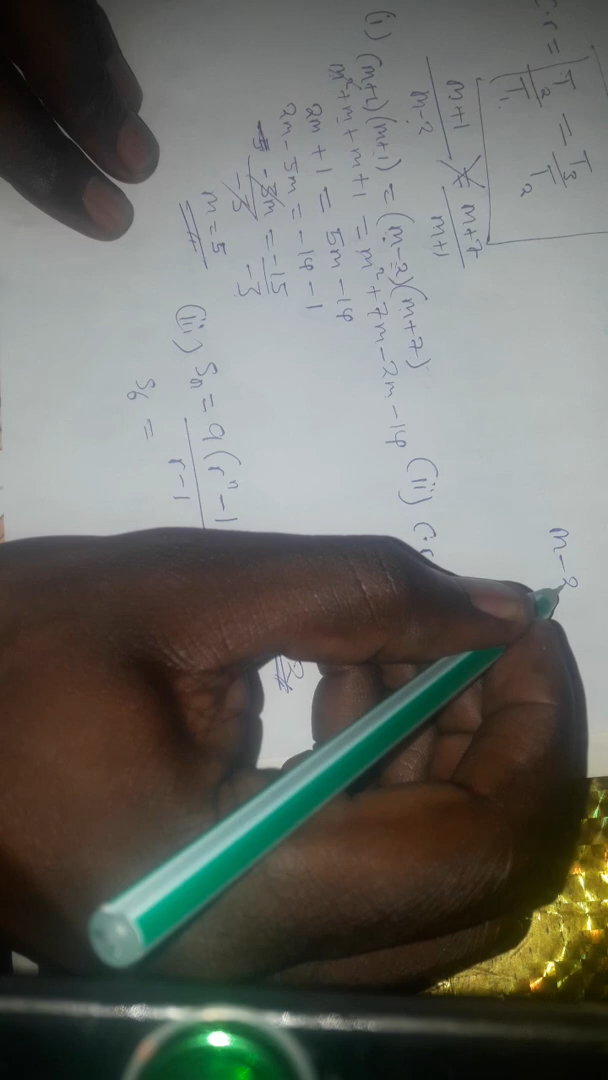 C.r = T2/T1 = T3/T2
m-2
m+1/m-2 = m+7/m+1
(i) (m+1)(m+1) = (m-2)(m+7)
m²+m+m+1 = m²+7m-2m-14
(ii) C.r
2m+1 = 5m-14
2m-5m = -14-1
-3m/-3 = -15/-3
m=5
(iii) Sn = a(rⁿ-1
r-1
S6 =